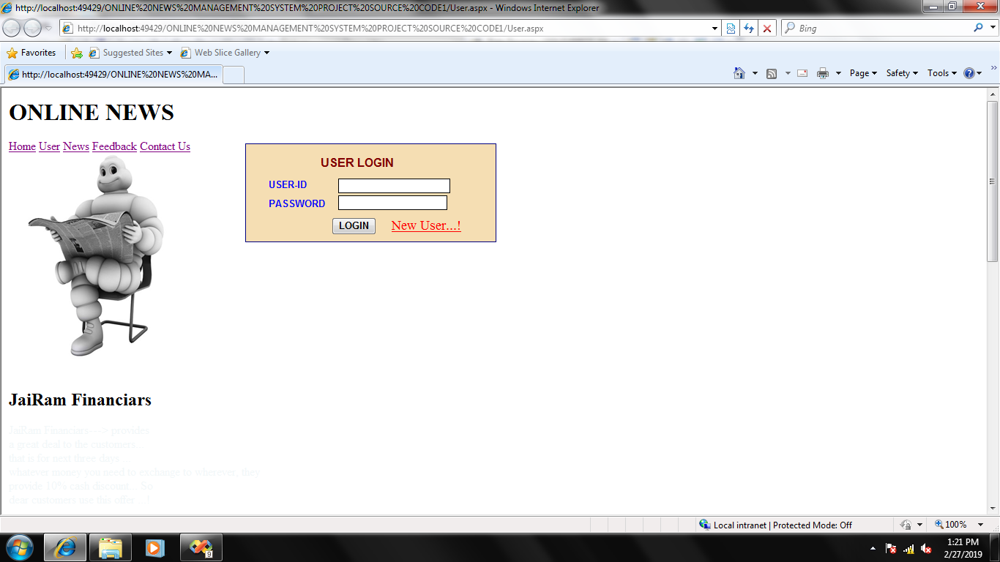 http://localhost:49429/ONLINE%20NEWS%20MANAGEMENT%20SYSTEM%20PROJECT%20SOURCE%20CODE1/User.aspx - Windows Internet Explorer
http://localhost:49429/ONLINE%20NEWS%20MANAGEMENT%20SYSTEM%20PROJECT%20SOURCE%20CODE1/User.aspx
Bing
Favorites Suggested Sites Web Slice Gallery
http://localhost:49429/ONLINE%20NEWS%20MA...
Page Safety Tools
ONLINE NEWS
Home User News Feedback Contact Us
USER LOGIN
USER-ID
PASSWORD
LOGIN New User...!
JaiRam Financiars
JaiRam Financiars---> provides
a great deal to the customers..
that is for next three days...
whatever money you need to exchange to wherever, they
provide 10% cash discount... So
dear customers use this offer ...!
Local intranet | Protected Mode: Off 100%
9
1:21 PM
2/27/2019